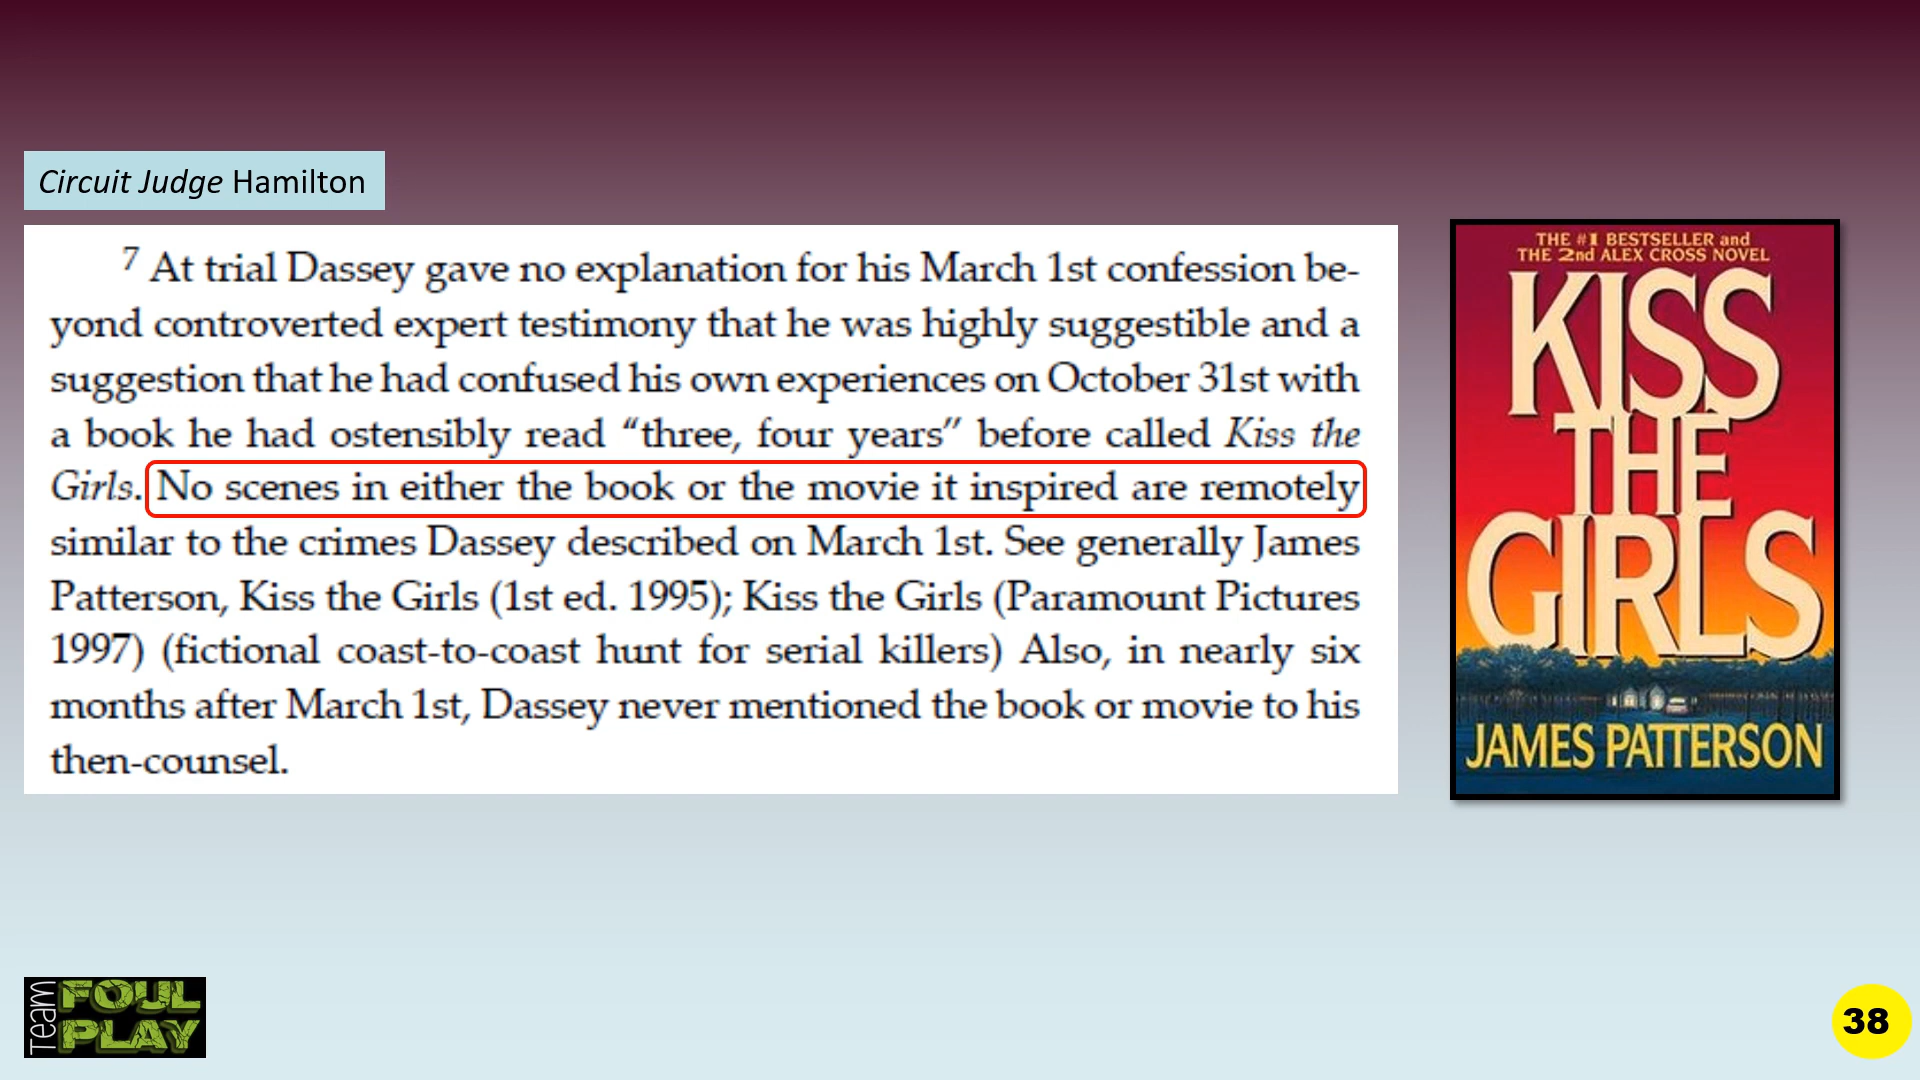 Circuit Judge Hamilton
7 At trial Dassey gave no explanation for his March 1st confession be-
yond controverted expert testimony that he was highly suggestible and a
suggestion that he had confused his own experiences on October 31st with
a book he had ostensibly read “three, four years” before called Kiss the
Girls. No scenes in either the book or the movie it inspired are remotely
similar to the crimes Dassey described on March 1st. See generally James
Patterson, Kiss the Girls (1st ed. 1995); Kiss the Girls (Paramount Pictures
1997) (fictional coast-to-coast hunt for serial killers) Also, in nearly six
months after March 1st, Dassey never mentioned the book or movie to his
then-counsel.
THE #1 BESTSELLER and
THE 2nd ALEX CROSS NOVEL
KISS
THE
GIRLS
JAMES PATTERSON
Team
FOUL
PLAY
38